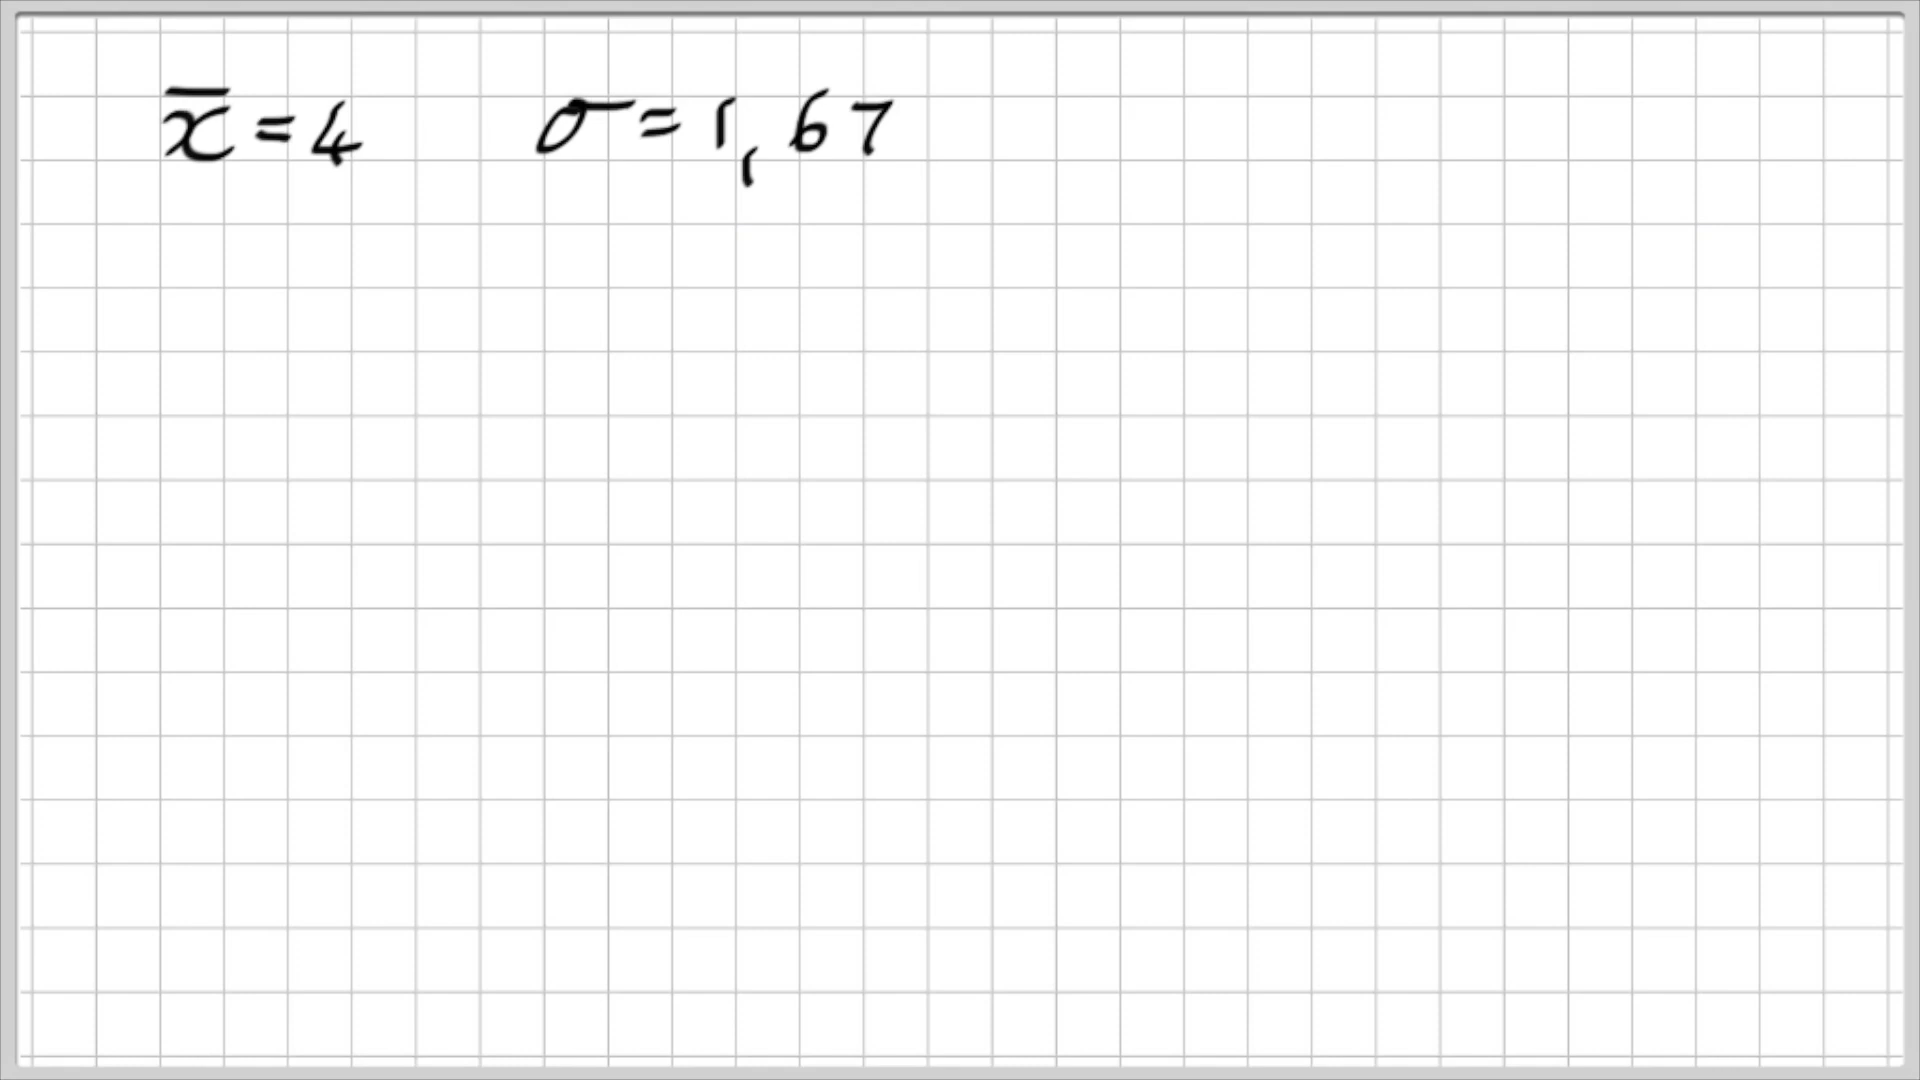 x̄ = 4 σ = 1,67